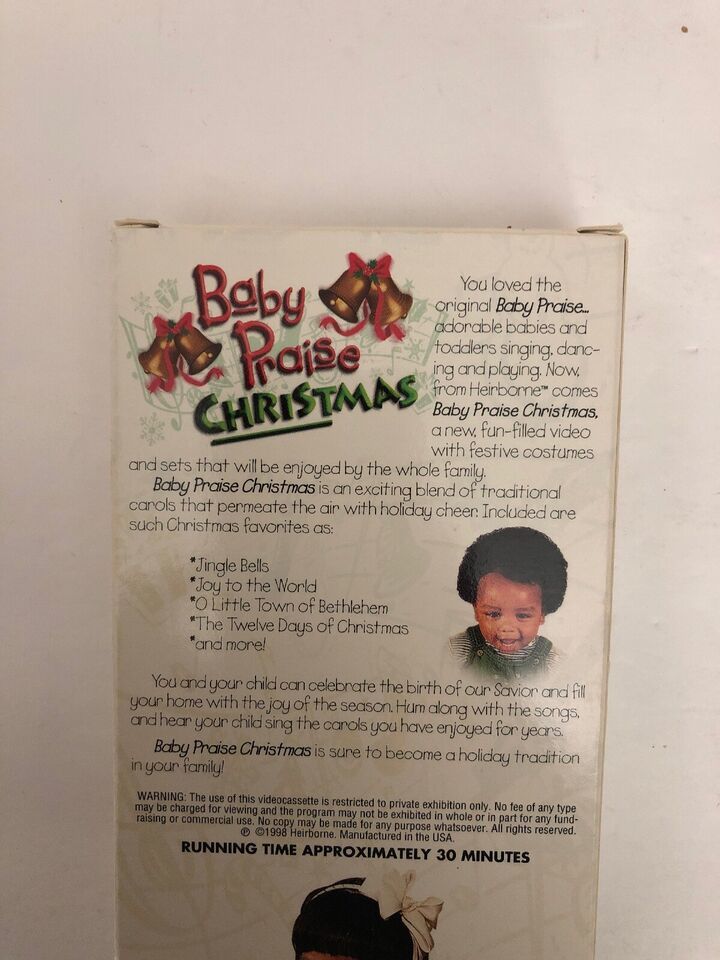 Baby
Praise
CHRISTMAS
You loved the
original Baby Praise...
adorable babies and
toddlers singing, danc-
ing and playing. Now,
from Heirborne™ comes
Baby Praise Christmas,
a new, fun-filled video
with festive costumes
and sets that will be enjoyed by the whole family.
Baby Praise Christmas is an exciting blend of traditional
carols that permeate the air with holiday cheer. Included are
such Christmas favorites as:
*Jingle Bells
*Joy to the World
*O Little Town of Bethlehem
*The Twelve Days of Christmas
*and more!
You and your child can celebrate the birth of our Savior and fill
your home with the joy of the season. Hum along with the songs,
and hear your child sing the carols you have enjoyed for years.
Baby Praise Christmas is sure to become a holiday tradition
in your family!
WARNING: The use of this videocassette is restricted to private exhibition only. No fee of any type
may be charged for viewing and the program may not be exhibited in whole or in part for any fund-
raising or commercial use. No copy may be made for any purpose whatsoever. All rights reserved.
℗ ©1998 Heirborne. Manufactured in the USA.
RUNNING TIME APPROXIMATELY 30 MINUTES